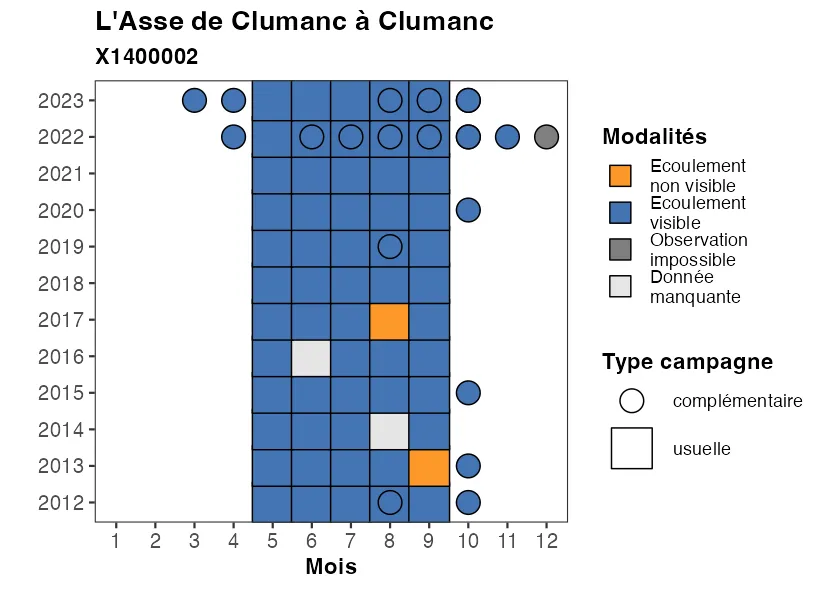 L'Asse de Clumanc à Clumanc
X1400002
2023
2022
2021
2020
2019
2018
2017
2016
2015
2014
2013
2012
1 2 3 4 5 6 7 8 9 10 11 12
Mois
Modalités
Ecoulement
non visible
Ecoulement
visible
Observation
impossible
Donnée
manquante
Type campagne
complémentaire
usuelle